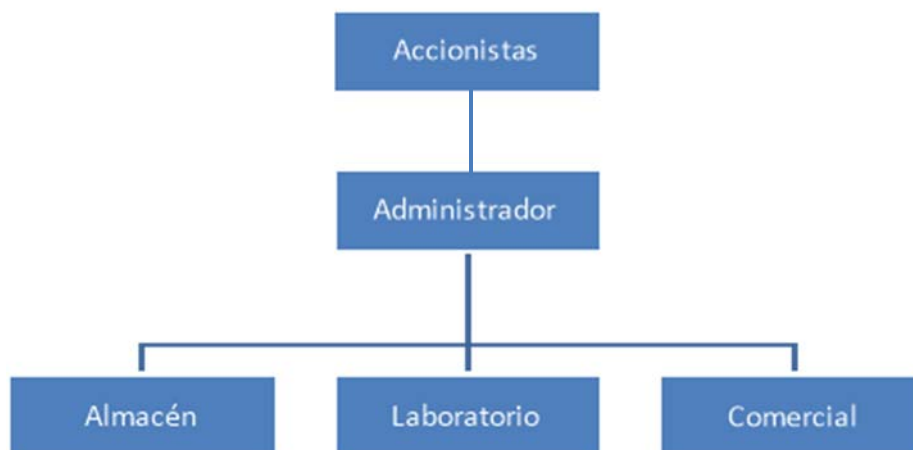 Accionistas
Administrador
Almacén
Laboratorio
Comercial